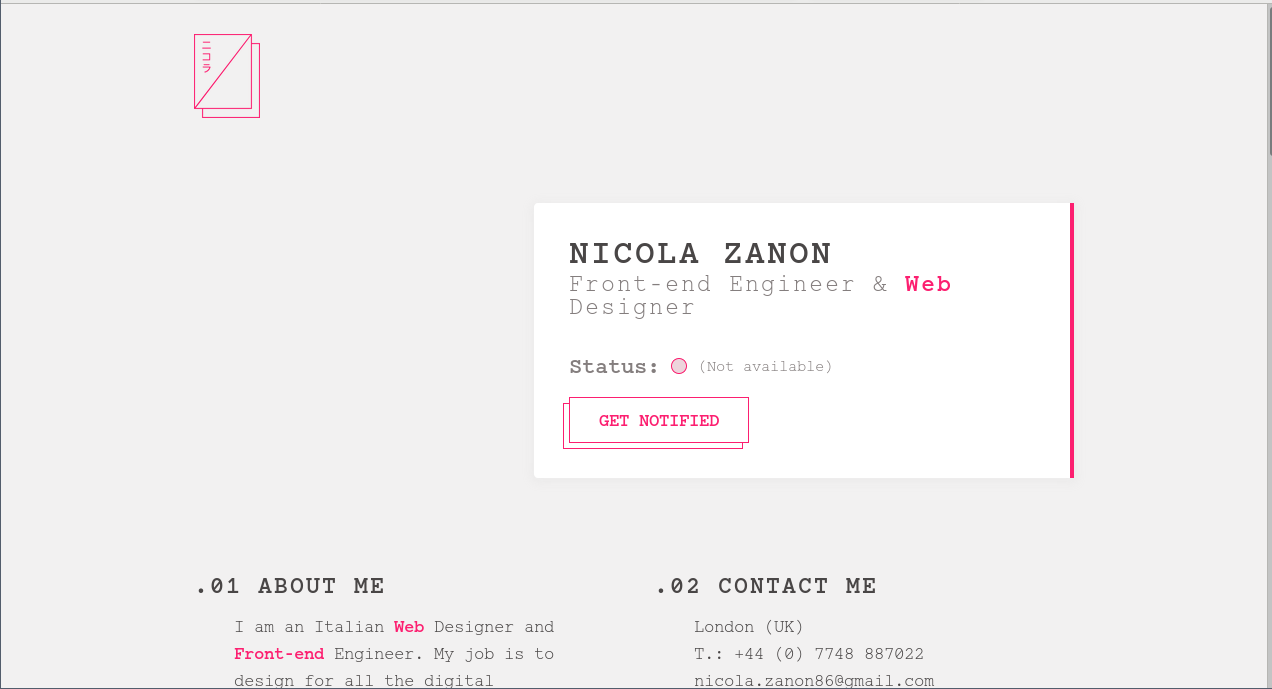 ニコラ
NICOLA ZANON
Front-end Engineer & Web
Designer
Status: (Not available)
GET NOTIFIED
.01 ABOUT ME
I am an Italian Web Designer and
Front-end Engineer. My job is to
design for all the digital
.02 CONTACT ME
London (UK)
T.: +44 (0) 7748 887022
nicola.zanon86@gmail.com